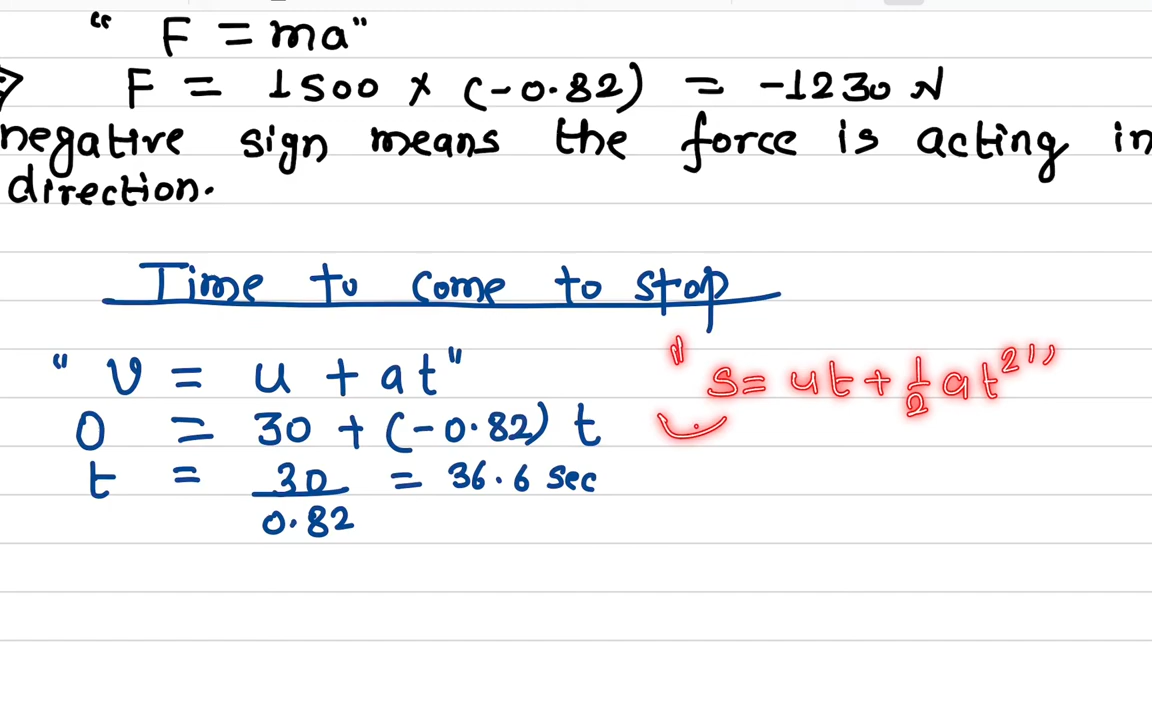 “ F = ma”
F = 1500 × (-0.82) = -1230 N
negative sign means the force is acting in
direction.
Time to come to stop
“ v = u + at”
“ s = ut + 1/2 at²”
0 = 30 + (-0.82) t
t = 30/0.82 = 36.6 sec